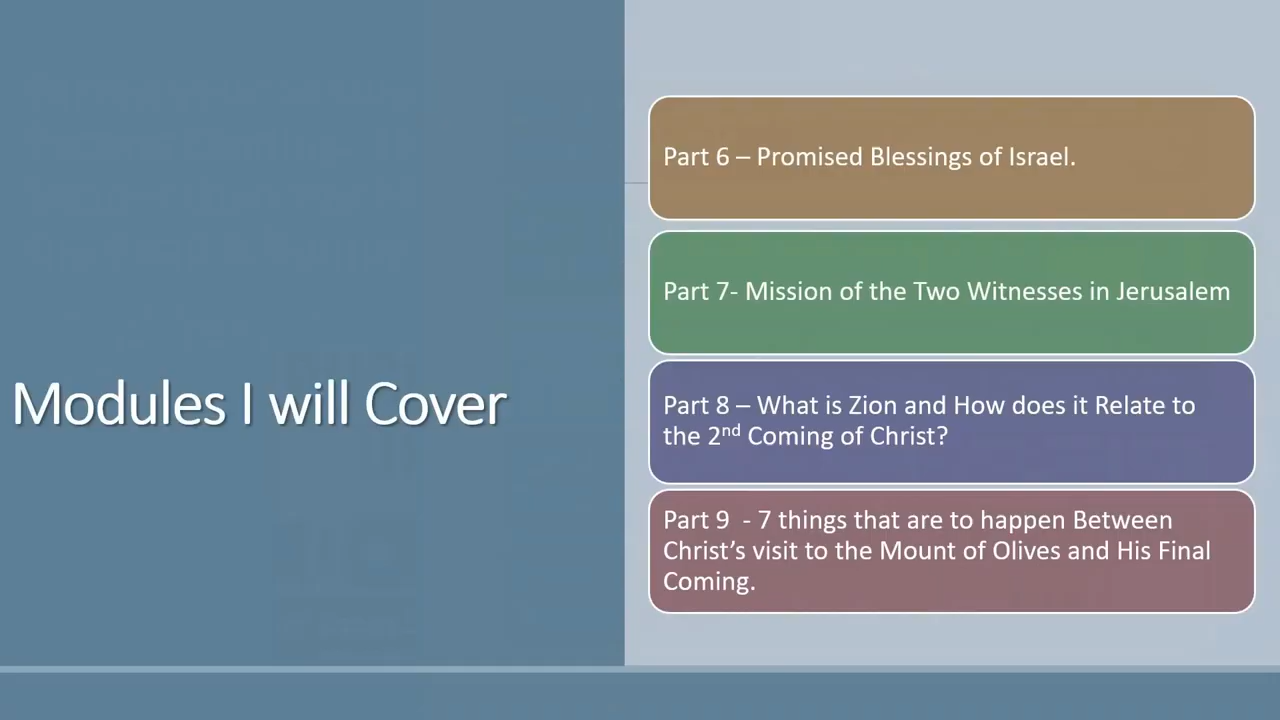 Modules I will Cover
Part 6 – Promised Blessings of Israel.
Part 7- Mission of the Two Witnesses in Jerusalem
Part 8 – What is Zion and How does it Relate to
the 2nd Coming of Christ?
Part 9  - 7 things that are to happen Between
Christ’s visit to the Mount of Olives and His Final
Coming.